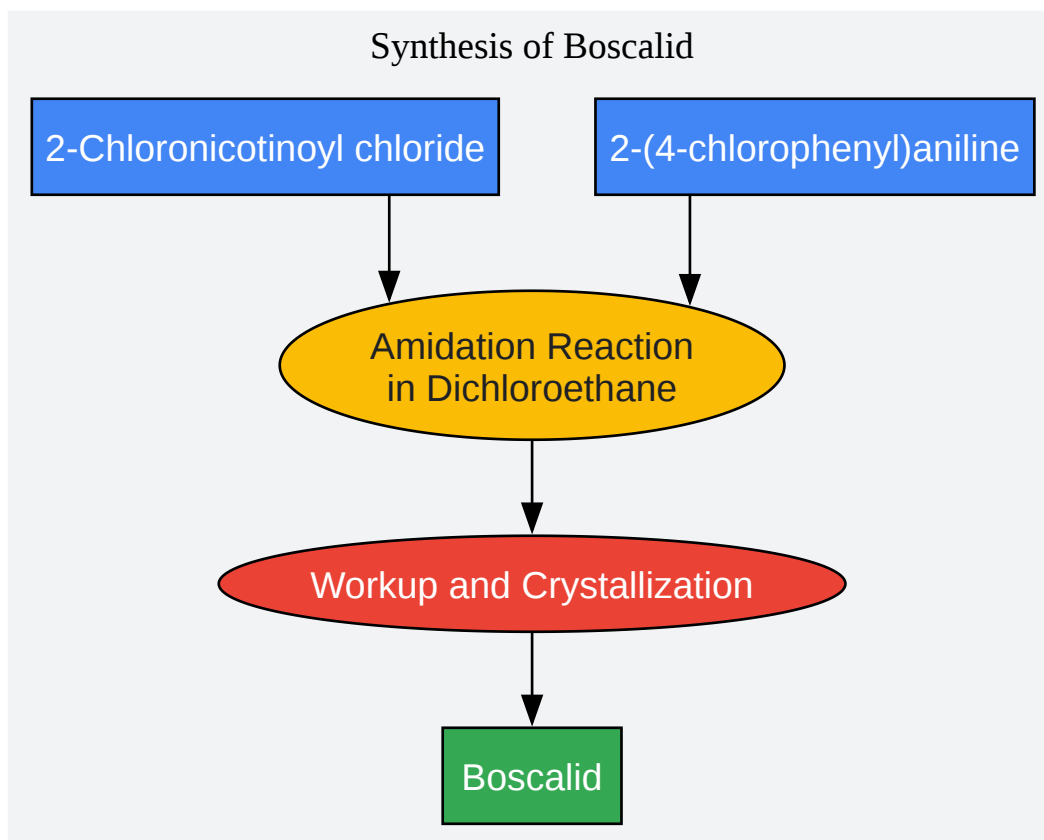 Synthesis of Boscalid
2-Chloronicotinoyl chloride
2-(4-chlorophenyl)aniline
Amidation Reaction
in Dichloroethane
Workup and Crystallization
Boscalid